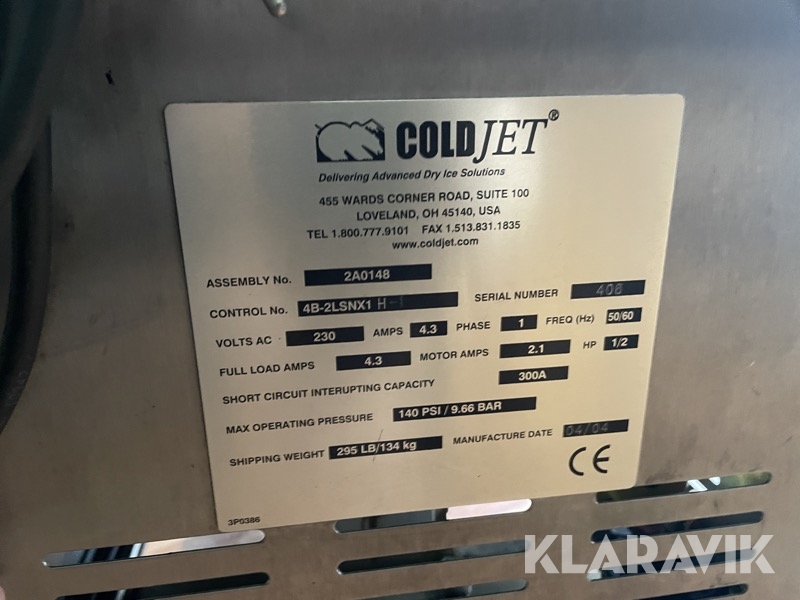 COLDJET®
Delivering Advanced Dry Ice Solutions
455 WARDS CORNER ROAD, SUITE 100
LOVELAND, OH 45140, USA
TEL 1.800.777.9101 FAX 1.513.831.1835
www.coldjet.com
ASSEMBLY No. 2A0148
CONTROL No. 4B-2LSNX1 H-1 SERIAL NUMBER 406
VOLTS AC 230 AMPS 4.3 PHASE 1 FREQ (Hz) 50/60
FULL LOAD AMPS 4.3 MOTOR AMPS 2.1 HP 1/2
SHORT CIRCUIT INTERUPTING CAPACITY 300A
MAX OPERATING PRESSURE 140 PSI / 9.66 BAR
SHIPPING WEIGHT 295 LB/134 kg MANUFACTURE DATE 04/04
CE
3P0386
KLARAVIK